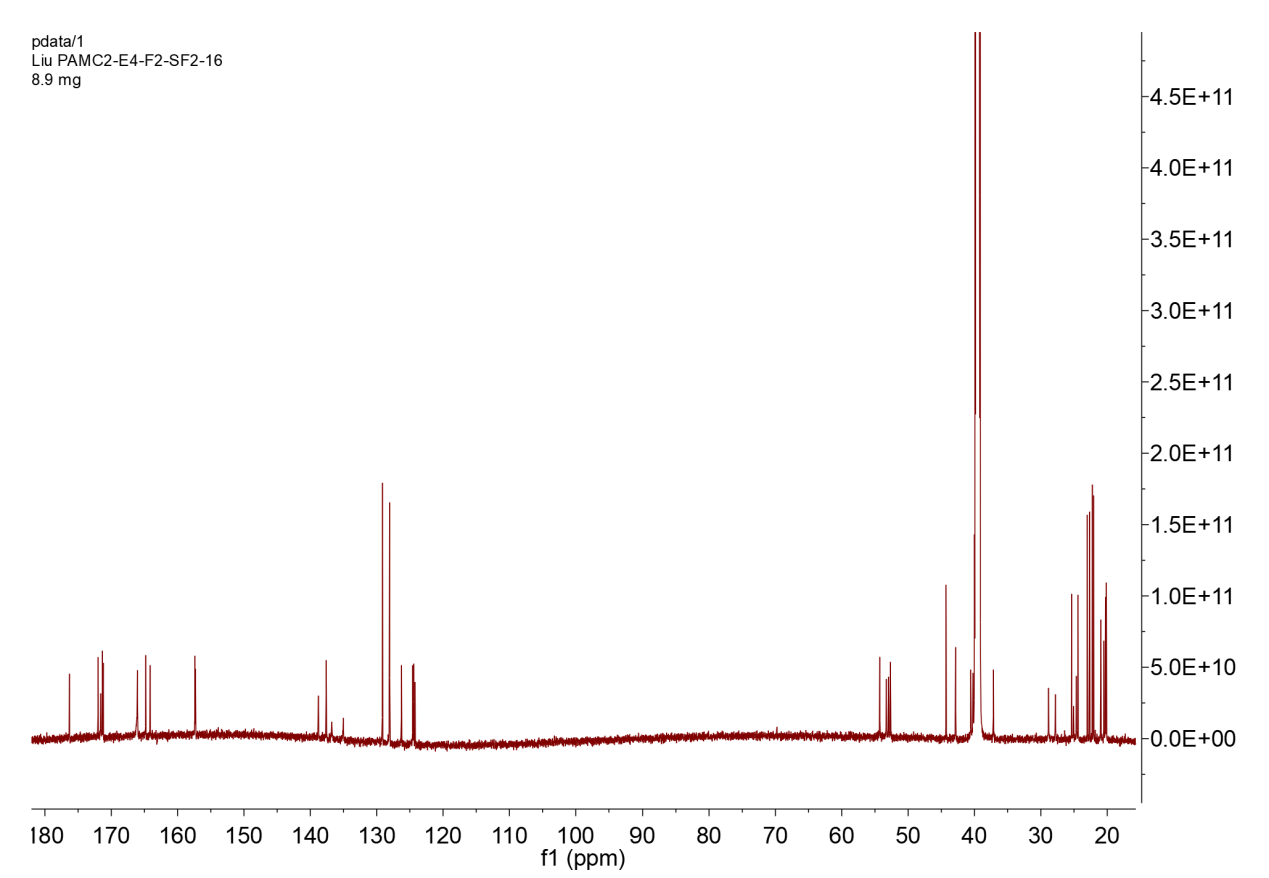 pdata/1
Liu PAMC2-E4-F2-SF2-16
8.9 mg
4.5E+11
4.0E+11
3.5E+11
3.0E+11
2.5E+11
2.0E+11
1.5E+11
1.0E+11
5.0E+10
0.0E+00
180 170 160 150 140 130 120 110 100 90 80 70 60 50 40 30 20
f1 (ppm)